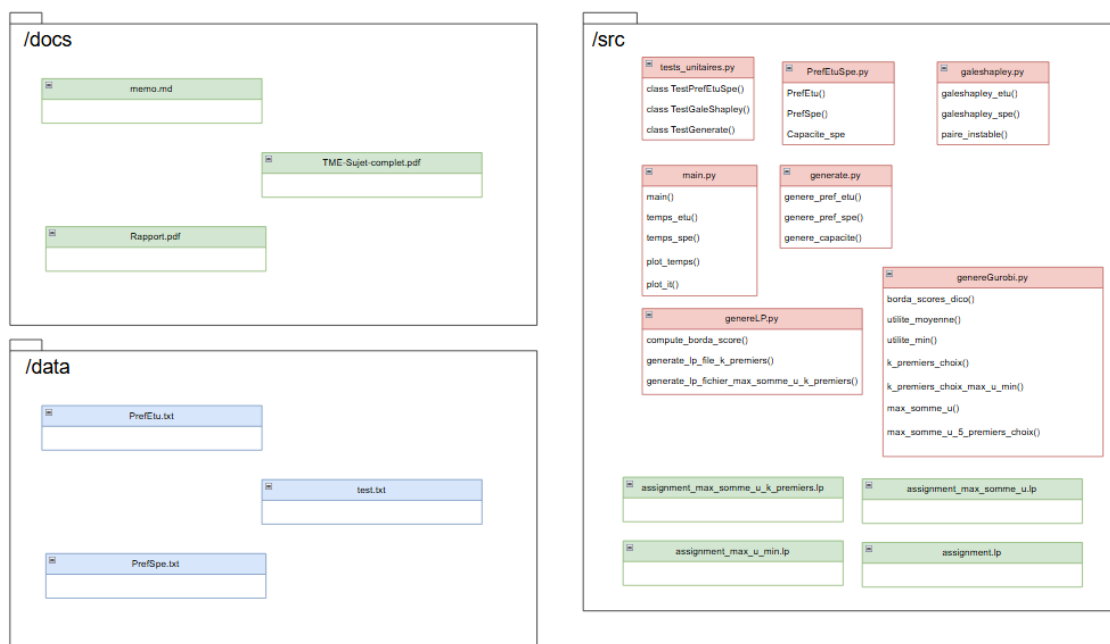 /docs
memo.md
TME-Sujet-complet.pdf
Rapport.pdf
/data
PrefEtu.txt
test.txt
PrefSpe.txt
/src
tests_unitaires.py
class TestPrefEtuSpe()
class TestGaleShapley()
class TestGenerate()
PrefEtuSpe.py
PrefEtu()
PrefSpe()
Capacite_spe
galeshapley.py
galeshapley_etu()
galeshapley_spe()
paire_instable()
main.py
main()
temps_etu()
temps_spe()
plot_temps()
plot_it()
generate.py
genere_pref_etu()
genere_pref_spe()
genere_capacite()
genereLP.py
compute_borda_score()
generate_lp_file_k_premiers()
generate_lp_fichier_max_somme_u_k_premiers()
genereGurobi.py
borda_scores_dico()
utilite_moyenne()
utilite_min()
k_premiers_choix()
k_premiers_choix_max_u_min()
max_somme_u()
max_somme_u_5_premiers_choix()
assignment_max_somme_u_k_premiers.lp
assignment_max_somme_u.lp
assignment_max_u_min.lp
assignment.lp